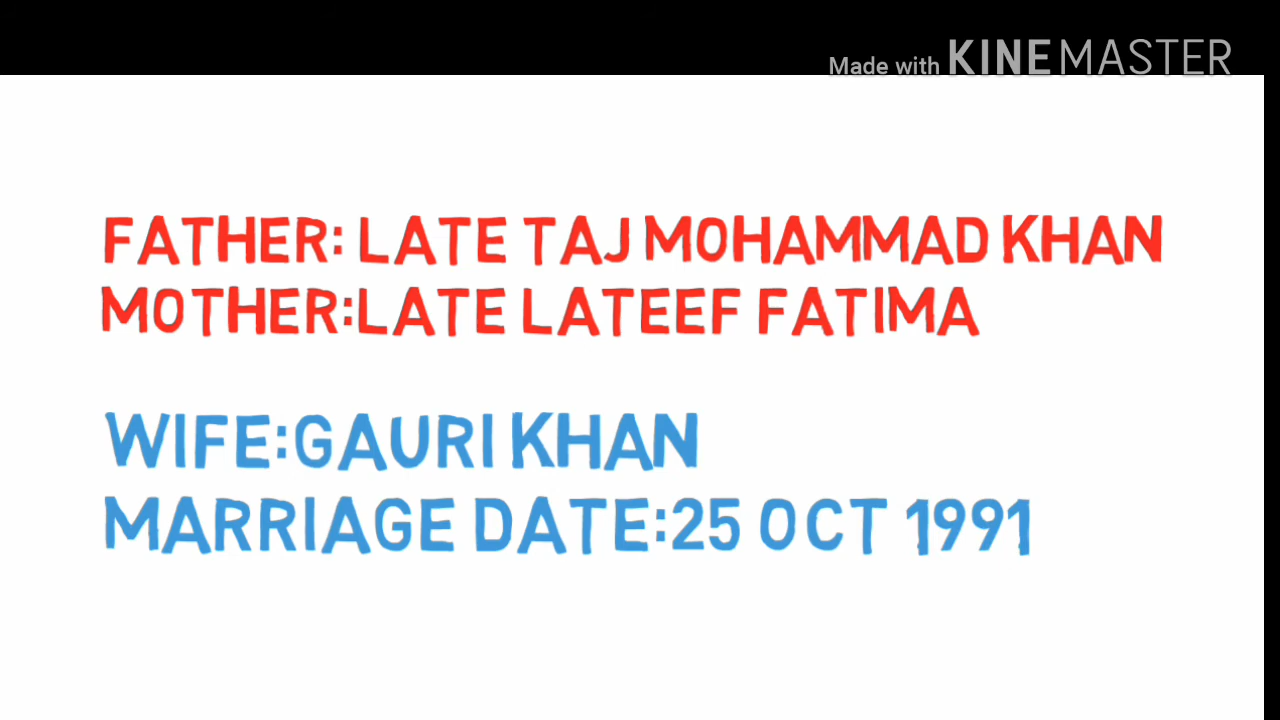 Made with KINEMASTER
FATHER: LATE TAJ MOHAMMAD KHAN
MOTHER:LATE LATEEF FATIMA
WIFE:GAURI KHAN
MARRIAGE DATE:25 OCT 1991